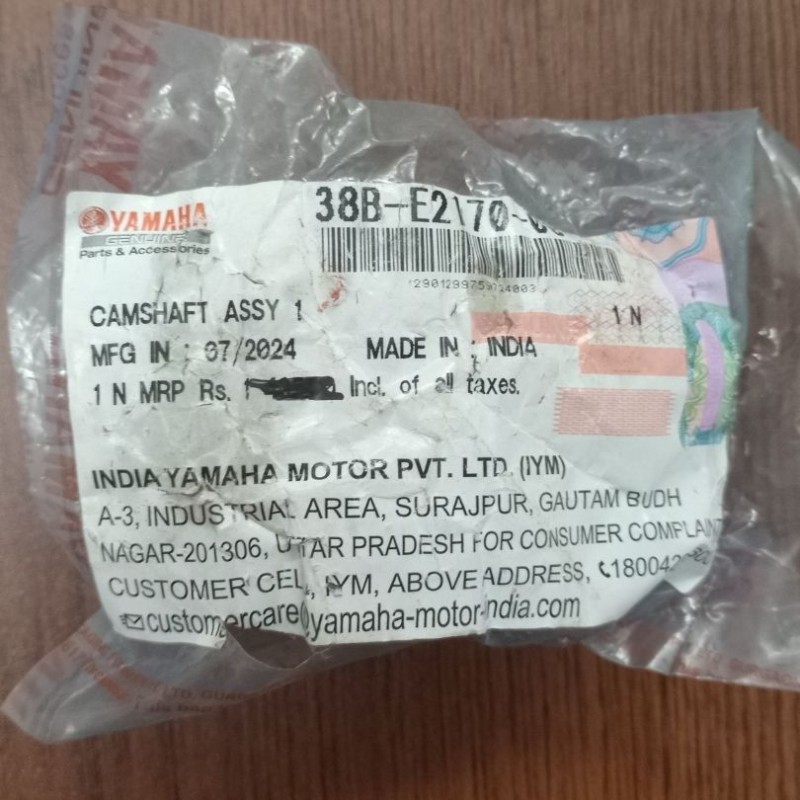 YAMAHA
GENUINE
Parts & Accessories
38B-E2170-
CAMSHAFT ASSY 1
1 N
MFG IN : 07/2024 MADE IN : INDIA
1 N MRP Rs. Incl. of all taxes.
INDIA YAMAHA MOTOR PVT. LTD. (IYM)
A-3, INDUSTRIAL AREA, SURAJPUR, GAUTAM BUDH
NAGAR-201306, UTTAR PRADESH FOR CONSUMER COMPLAINT
CUSTOMER CELL, IYM, ABOVE ADDRESS,
customercare@yamaha-motor-india.com